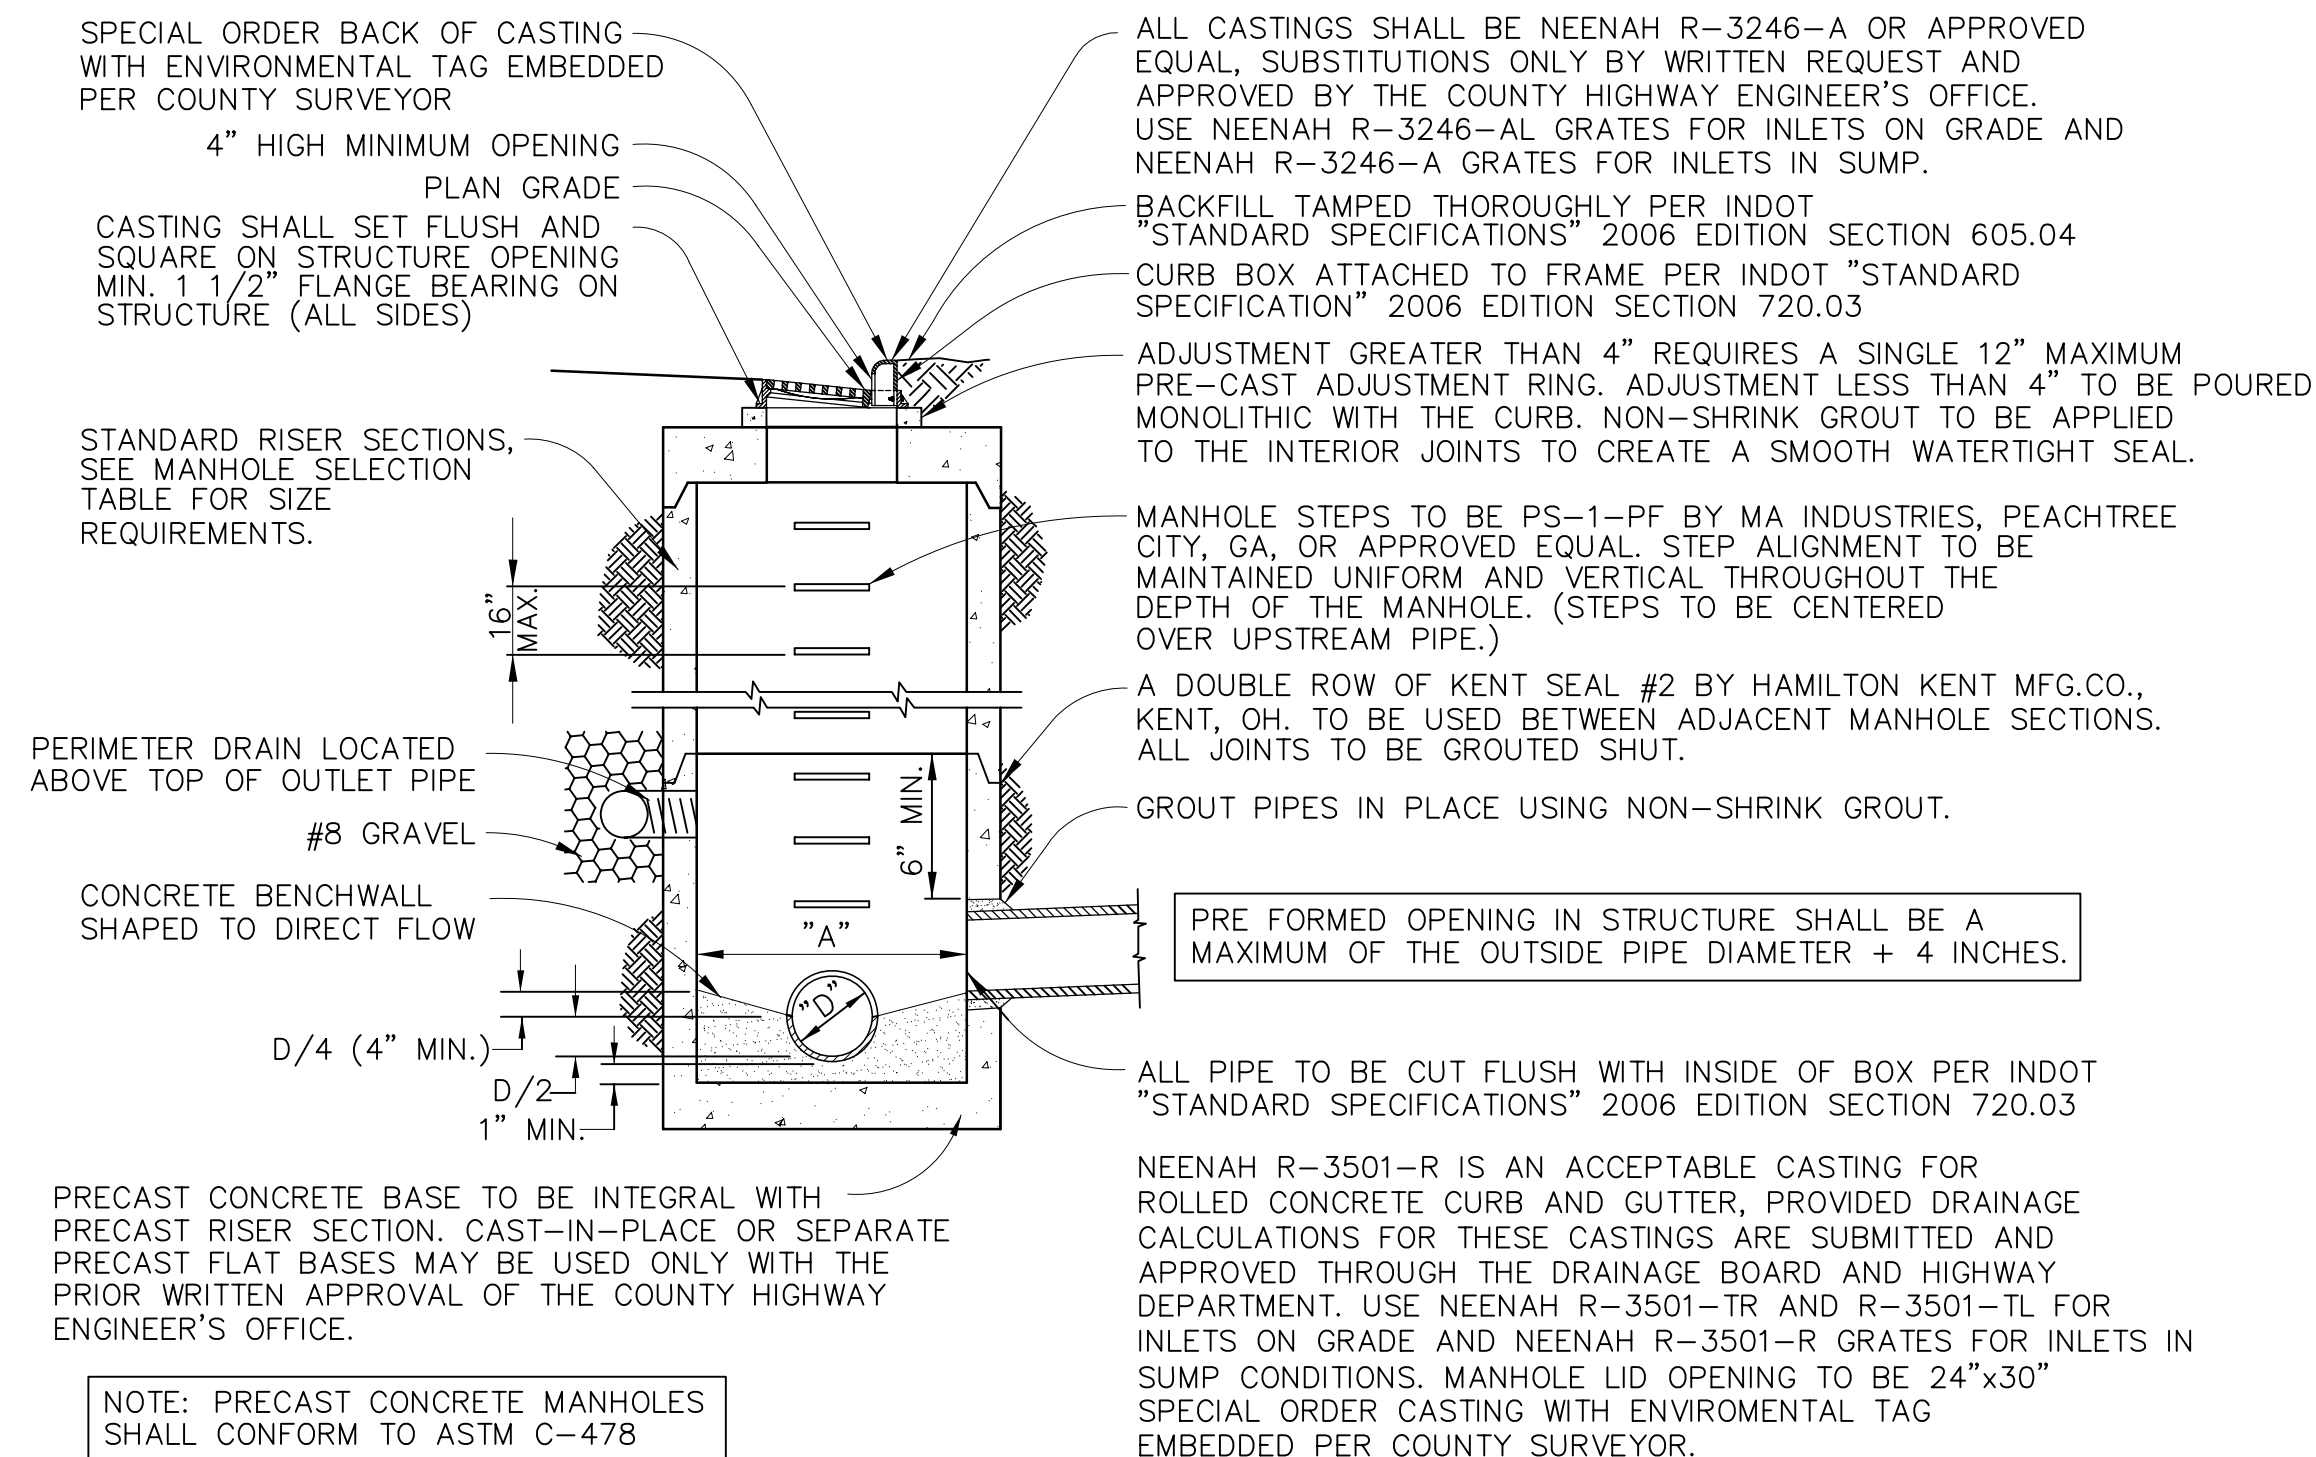 SPECIAL ORDER BACK OF CASTING
WITH ENVIRONMENTAL TAG EMBEDDED
PER COUNTY SURVEYOR
4” HIGH MINIMUM OPENING
PLAN GRADE
CASTING SHALL SET FLUSH AND
SQUARE ON STRUCTURE OPENING
MIN. 1 1/2” FLANGE BEARING ON
STRUCTURE (ALL SIDES)
STANDARD RISER SECTIONS,
SEE MANHOLE SELECTION
TABLE FOR SIZE
REQUIREMENTS.
16”
MAX.
PERIMETER DRAIN LOCATED
ABOVE TOP OF OUTLET PIPE
#8 GRAVEL
CONCRETE BENCHWALL
SHAPED TO DIRECT FLOW
D/4 (4” MIN.)
D/2
1” MIN.
6” MIN.
”A”
”D”
PRECAST CONCRETE BASE TO BE INTEGRAL WITH
PRECAST RISER SECTION. CAST-IN-PLACE OR SEPARATE
PRECAST FLAT BASES MAY BE USED ONLY WITH THE
PRIOR WRITTEN APPROVAL OF THE COUNTY HIGHWAY
ENGINEER’S OFFICE.
NOTE: PRECAST CONCRETE MANHOLES
SHALL CONFORM TO ASTM C-478
ALL CASTINGS SHALL BE NEENAH R-3246-A OR APPROVED
EQUAL, SUBSTITUTIONS ONLY BY WRITTEN REQUEST AND
APPROVED BY THE COUNTY HIGHWAY ENGINEER’S OFFICE.
USE NEENAH R-3246-AL GRATES FOR INLETS ON GRADE AND
NEENAH R-3246-A GRATES FOR INLETS IN SUMP.
BACKFILL TAMPED THOROUGHLY PER INDOT
”STANDARD SPECIFICATIONS” 2006 EDITION SECTION 605.04
CURB BOX ATTACHED TO FRAME PER INDOT ”STANDARD
SPECIFICATION” 2006 EDITION SECTION 720.03
ADJUSTMENT GREATER THAN 4” REQUIRES A SINGLE 12” MAXIMUM
PRE-CAST ADJUSTMENT RING. ADJUSTMENT LESS THAN 4” TO BE POURED
MONOLITHIC WITH THE CURB. NON-SHRINK GROUT TO BE APPLIED
TO THE INTERIOR JOINTS TO CREATE A SMOOTH WATERTIGHT SEAL.
MANHOLE STEPS TO BE PS-1-PF BY MA INDUSTRIES, PEACHTREE
CITY, GA, OR APPROVED EQUAL. STEP ALIGNMENT TO BE
MAINTAINED UNIFORM AND VERTICAL THROUGHOUT THE
DEPTH OF THE MANHOLE. (STEPS TO BE CENTERED
OVER UPSTREAM PIPE.)
A DOUBLE ROW OF KENT SEAL #2 BY HAMILTON KENT MFG.CO.,
KENT, OH. TO BE USED BETWEEN ADJACENT MANHOLE SECTIONS.
ALL JOINTS TO BE GROUTED SHUT.
GROUT PIPES IN PLACE USING NON-SHRINK GROUT.
PRE FORMED OPENING IN STRUCTURE SHALL BE A
MAXIMUM OF THE OUTSIDE PIPE DIAMETER + 4 INCHES.
ALL PIPE TO BE CUT FLUSH WITH INSIDE OF BOX PER INDOT
”STANDARD SPECIFICATIONS” 2006 EDITION SECTION 720.03
NEENAH R-3501-R IS AN ACCEPTABLE CASTING FOR
ROLLED CONCRETE CURB AND GUTTER, PROVIDED DRAINAGE
CALCULATIONS FOR THESE CASTINGS ARE SUBMITTED AND
APPROVED THROUGH THE DRAINAGE BOARD AND HIGHWAY
DEPARTMENT. USE NEENAH R-3501-TR AND R-3501-TL FOR
INLETS ON GRADE AND NEENAH R-3501-R GRATES FOR INLETS IN
SUMP CONDITIONS. MANHOLE LID OPENING TO BE 24”x30”
SPECIAL ORDER CASTING WITH ENVIROMENTAL TAG
EMBEDDED PER COUNTY SURVEYOR.